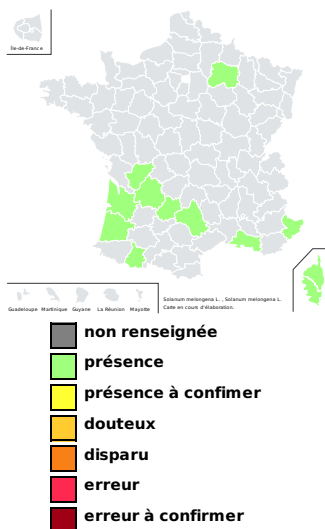 Île-de-France
Solanum melongena L. , Solanum melongena L.
Carte en cours d'élaboration.
Guadeloupe Martinique Guyane La Réunion Mayotte
non renseignée
présence
présence à confimer
douteux
disparu
erreur
erreur à confirmer